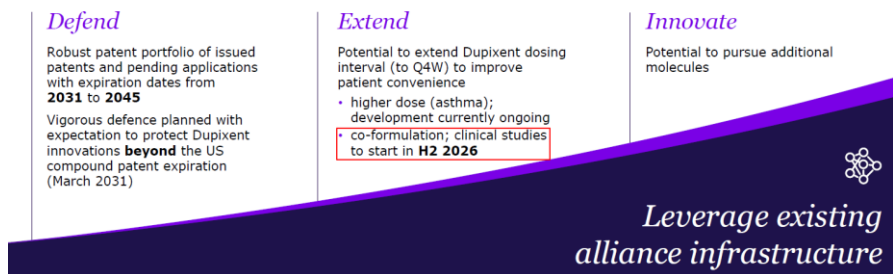 Defend
Robust patent portfolio of issued
patents and pending applications
with expiration dates from
2031 to 2045
Vigorous defence planned with
expectation to protect Dupixent
innovations beyond the US
compound patent expiration
(March 2031)
Extend
Potential to extend Dupixent dosing
interval (to Q4W) to improve
patient convenience
• higher dose (asthma);
development currently ongoing
• co-formulation; clinical studies
to start in H2 2026
Innovate
Potential to pursue additional
molecules
Leverage existing
alliance infrastructure